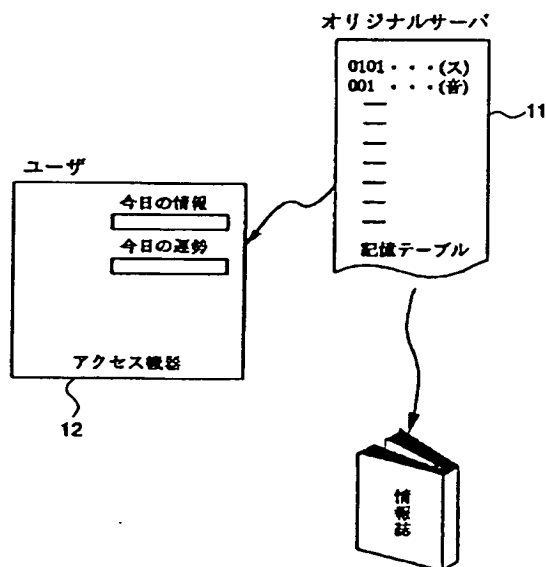 オリジナルサーバ
0101・・・(ス)
001 ・・・(音)
11
記憶テーブル
ユーザ
今日の情報
今日の運勢
アクセス機器
12
情報誌